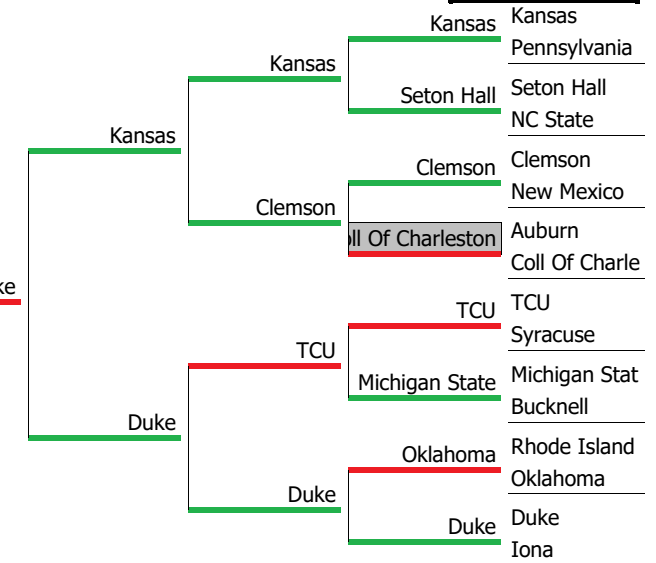 Kansas
Kansas
Pennsylvania
Kansas
Seton Hall
Seton Hall
NC State
Kansas
Clemson
Clemson
New Mexico
Clemson
ll Of Charleston
Auburn
Coll Of Charle
ke
TCU
TCU
Syracuse
TCU
Michigan State
Michigan Stat
Bucknell
Duke
Oklahoma
Rhode Island
Oklahoma
Duke
Duke
Duke
Iona